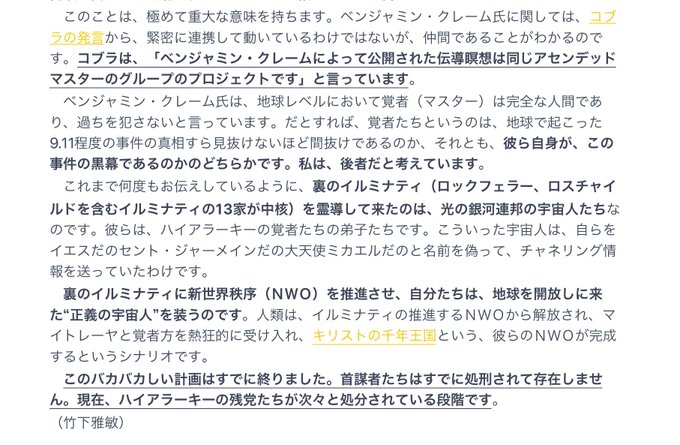 このことは、極めて重大な意味を持ちます。ベンジャミン・クレーム氏に関しては、コブ
ラの発言から、緊密に連携して動いているわけではないが、仲間であることがわかるので
す。コブラは、「ベンジャミン・クレームによって公開された伝導瞑想は同じアセンデッド
マスターのグループのプロジェクトです」と言っています。
ベンジャミン・クレーム氏は、地球レベルにおいて覚者（マスター）は完全な人間であ
り、過ちを犯さないと言っています。だとすれば、覚者たちというのは、地球で起こった
9.11程度の事件の真相すら見抜けないほど間抜けであるのか、それとも、彼ら自身が、この
事件の黒幕であるのかのどちらかです。私は、後者だと考えています。
これまで何度もお伝えしているように、裏のイルミナティ（ロックフェラー、ロスチャイ
ルドを含むイルミナティの13家が中核）を霊導して来たのは、光の銀河連邦の宇宙人たちな
のです。彼らは、ハイアラーキーの覚者たちの弟子たちです。こういった宇宙人は、自らを
イエスだのセント・ジャーメインだの大天使ミカエルだのと名前を偽って、チャネリング情
報を送っていたわけです。
裏のイルミナティに新世界秩序（ＮＷＯ）を推進させ、自分たちは、地球を開放しに来
た“正義の宇宙人”を装うのです。人類は、イルミナティの推進するＮＷＯから解放され、マ
イトレーヤと覚者方を熱狂的に受け入れ、キリストの千年王国という、彼らのＮＷＯが完成
するというシナリオです。
このバカバカしい計画はすでに終りました。首謀者たちはすでに処刑されて存在しませ
ん。現在、ハイアラーキーの残党たちが次々と処分されている段階です。
（竹下雅敏）